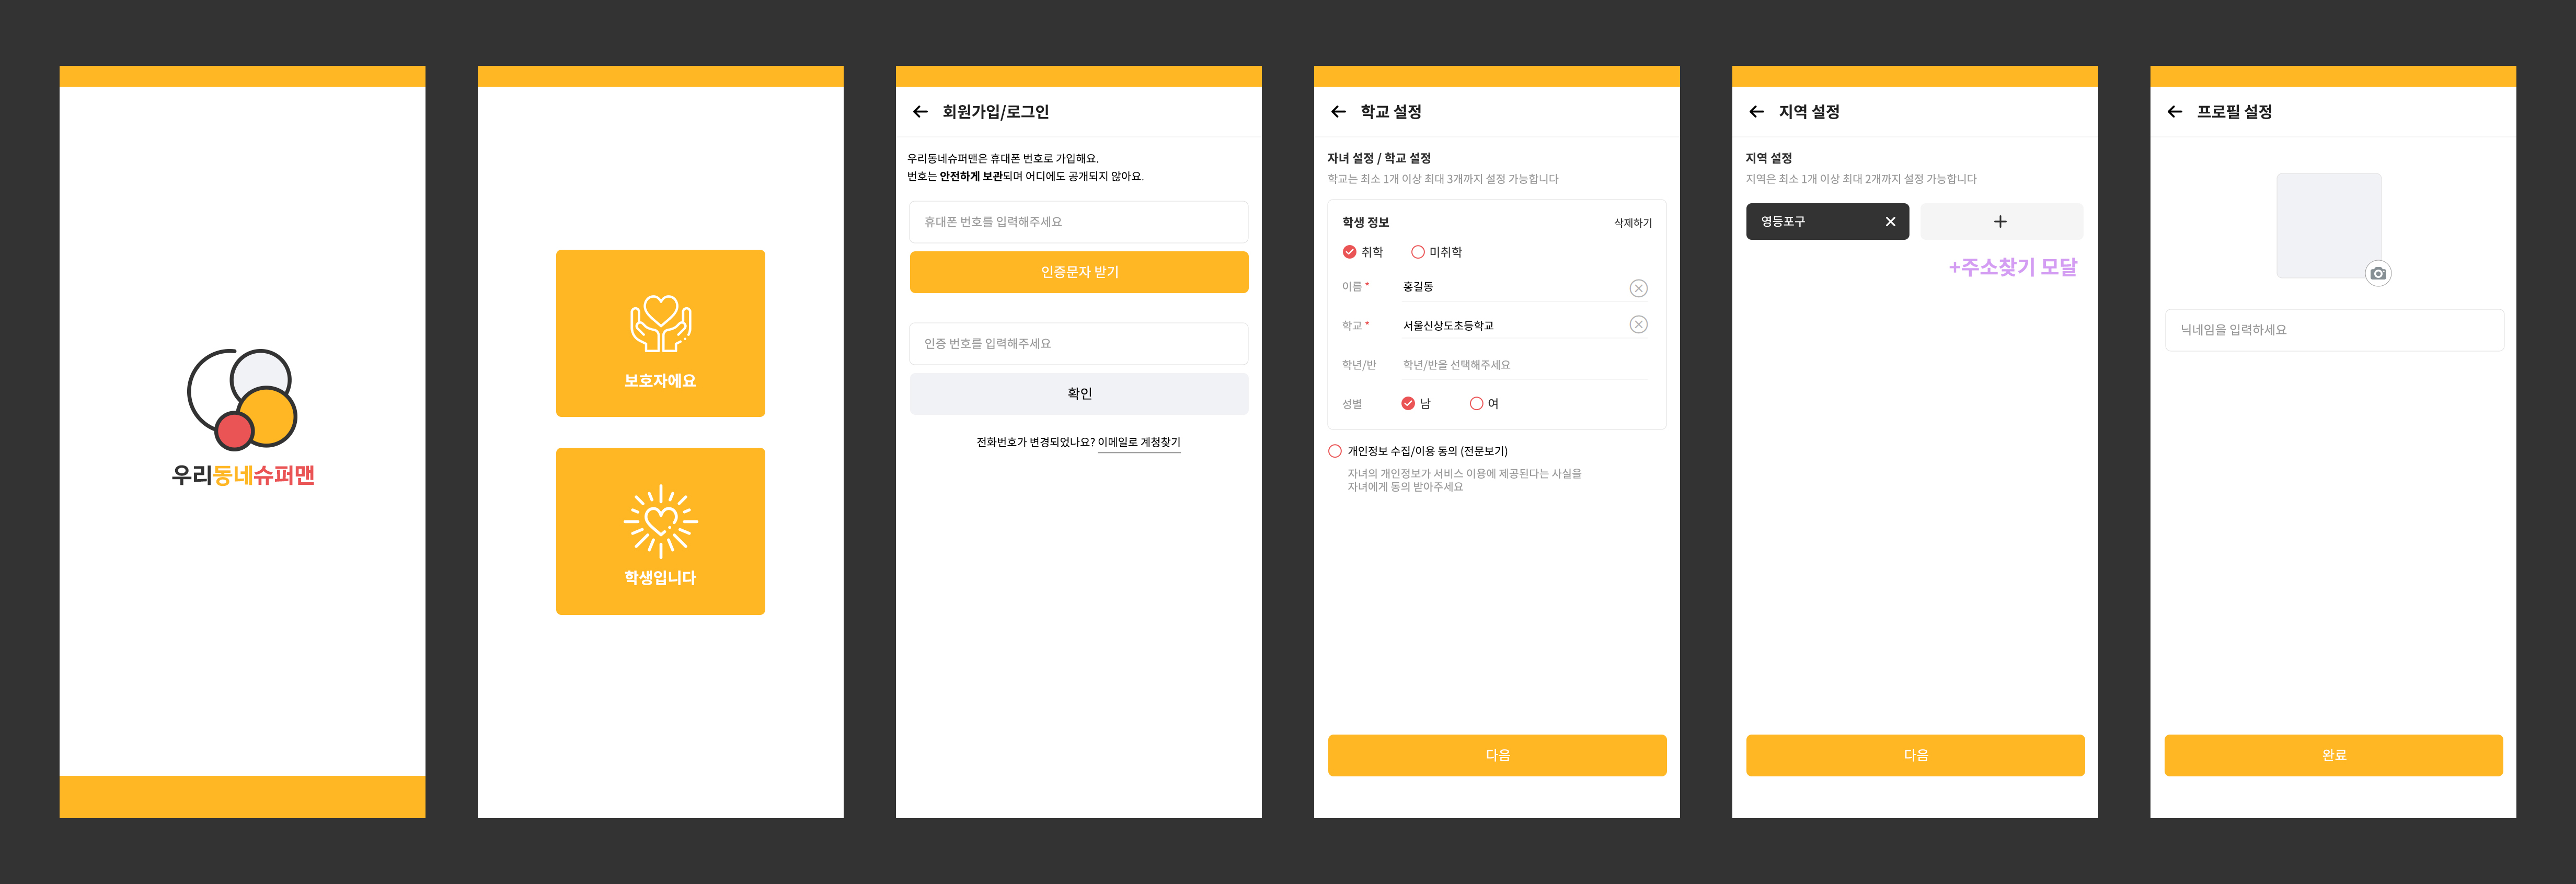 우리동네슈퍼맨
보호자에요
학생입니다
회원가입/로그인
우리동네슈퍼맨은 휴대폰 번호로 가입해요.
번호는 안전하게 보관되며 어디에도 공개되지 않아요.
휴대폰 번호를 입력해주세요
인증문자 받기
인증 번호를 입력해주세요
확인
전화번호가 변경되었나요? 이메일로 계청찾기
학교 설정
자녀 설정 / 학교 설정
학교는 최소 1개 이상 최대 3개까지 설정 가능합니다
학생 정보 삭제하기
취학 미취학
이름 * 홍길동
학교 * 서울신상도초등학교
학년/반 학년/반을 선택해주세요
성별 남 여
개인정보 수집/이용 동의 (전문보기)
자녀의 개인정보가 서비스 이용에 제공된다는 사실을
자녀에게 동의 받아주세요
다음
지역 설정
지역 설정
지역은 최소 1개 이상 최대 2개까지 설정 가능합니다
영등포구
+주소찾기 모달
다음
프로필 설정
닉네임을 입력하세요
완료